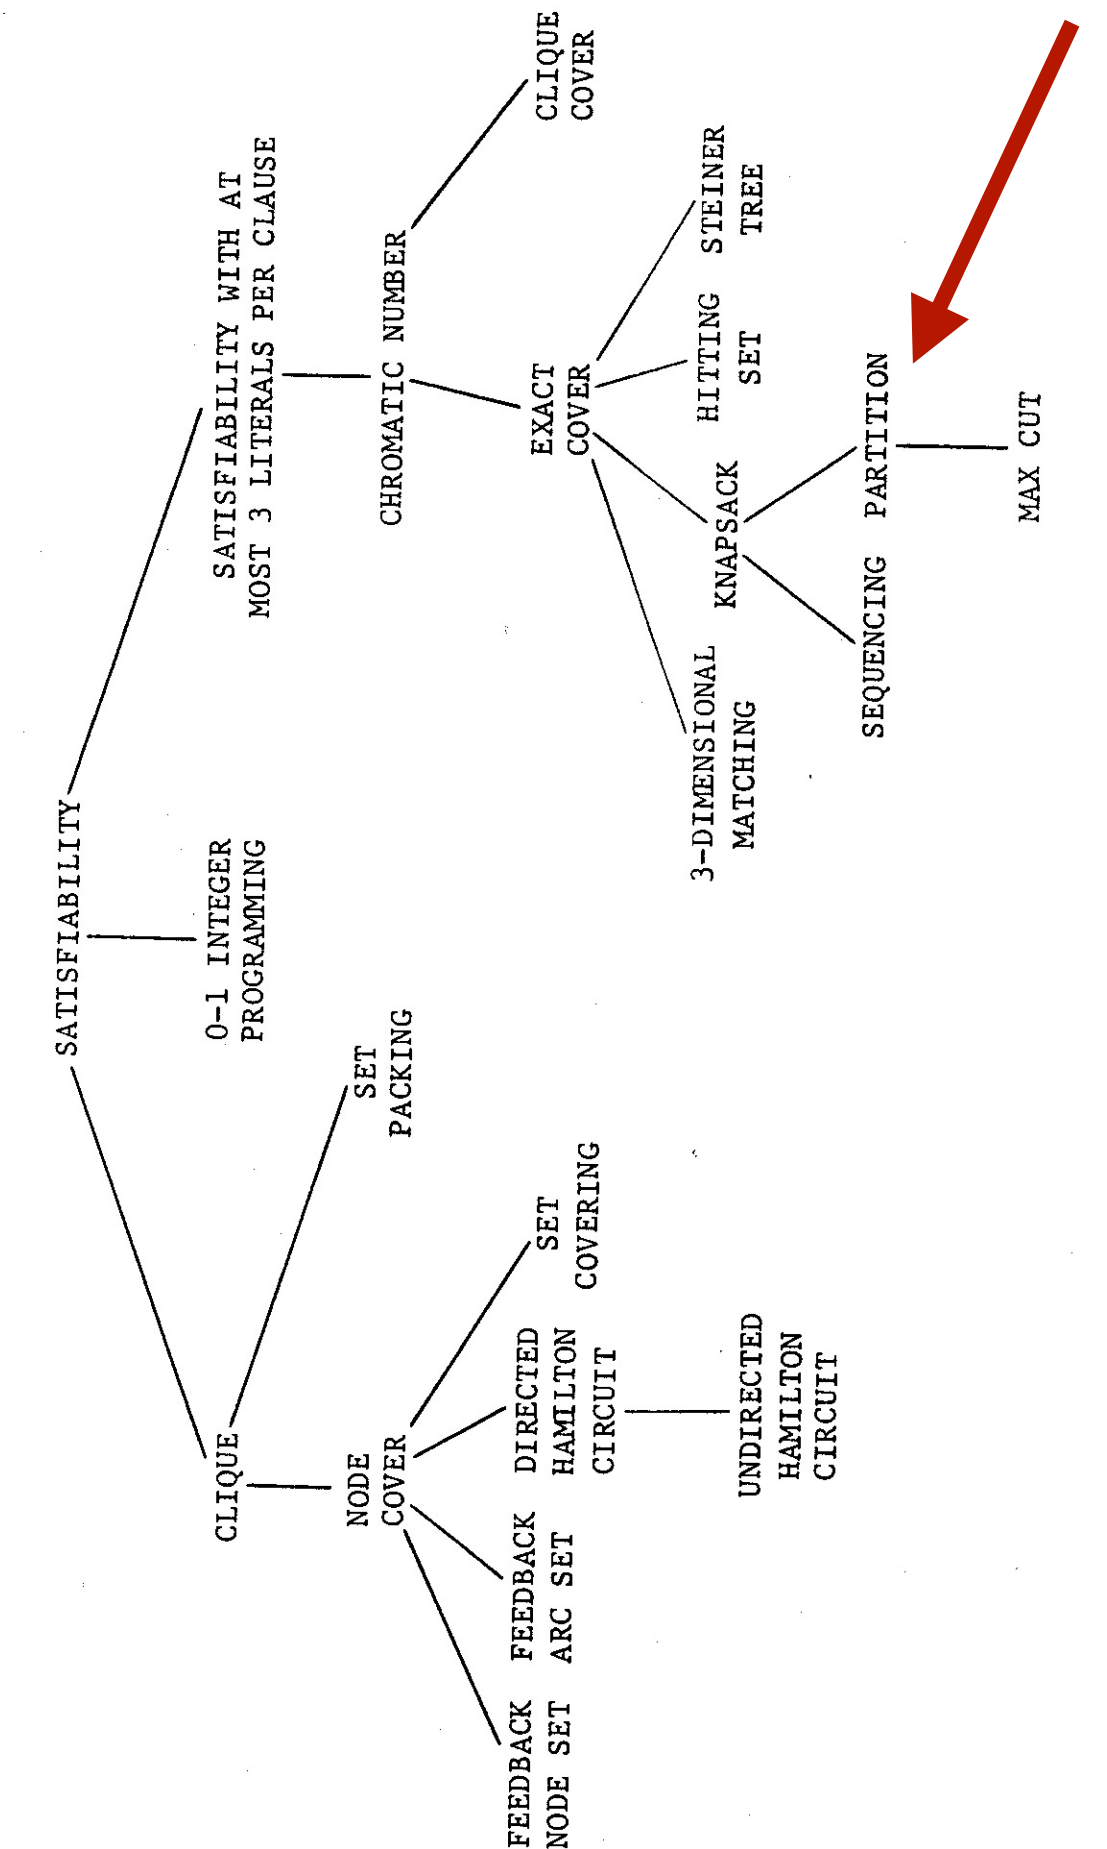 SATISFIABILITY
CLIQUE
0-1 INTEGER
PROGRAMMING
SATISFIABILITY WITH AT
MOST 3 LITERALS PER CLAUSE
NODE
COVER
SET
PACKING
CHROMATIC NUMBER
FEEDBACK
NODE SET
FEEDBACK
ARC SET
DIRECTED
HAMILTON
CIRCUIT
SET
COVERING
EXACT
COVER
CLIQUE
COVER
UNDIRECTED
HAMILTON
CIRCUIT
3-DIMENSIONAL
MATCHING
KNAPSACK
HITTING
SET
STEINER
TREE
SEQUENCING
PARTITION
MAX CUT